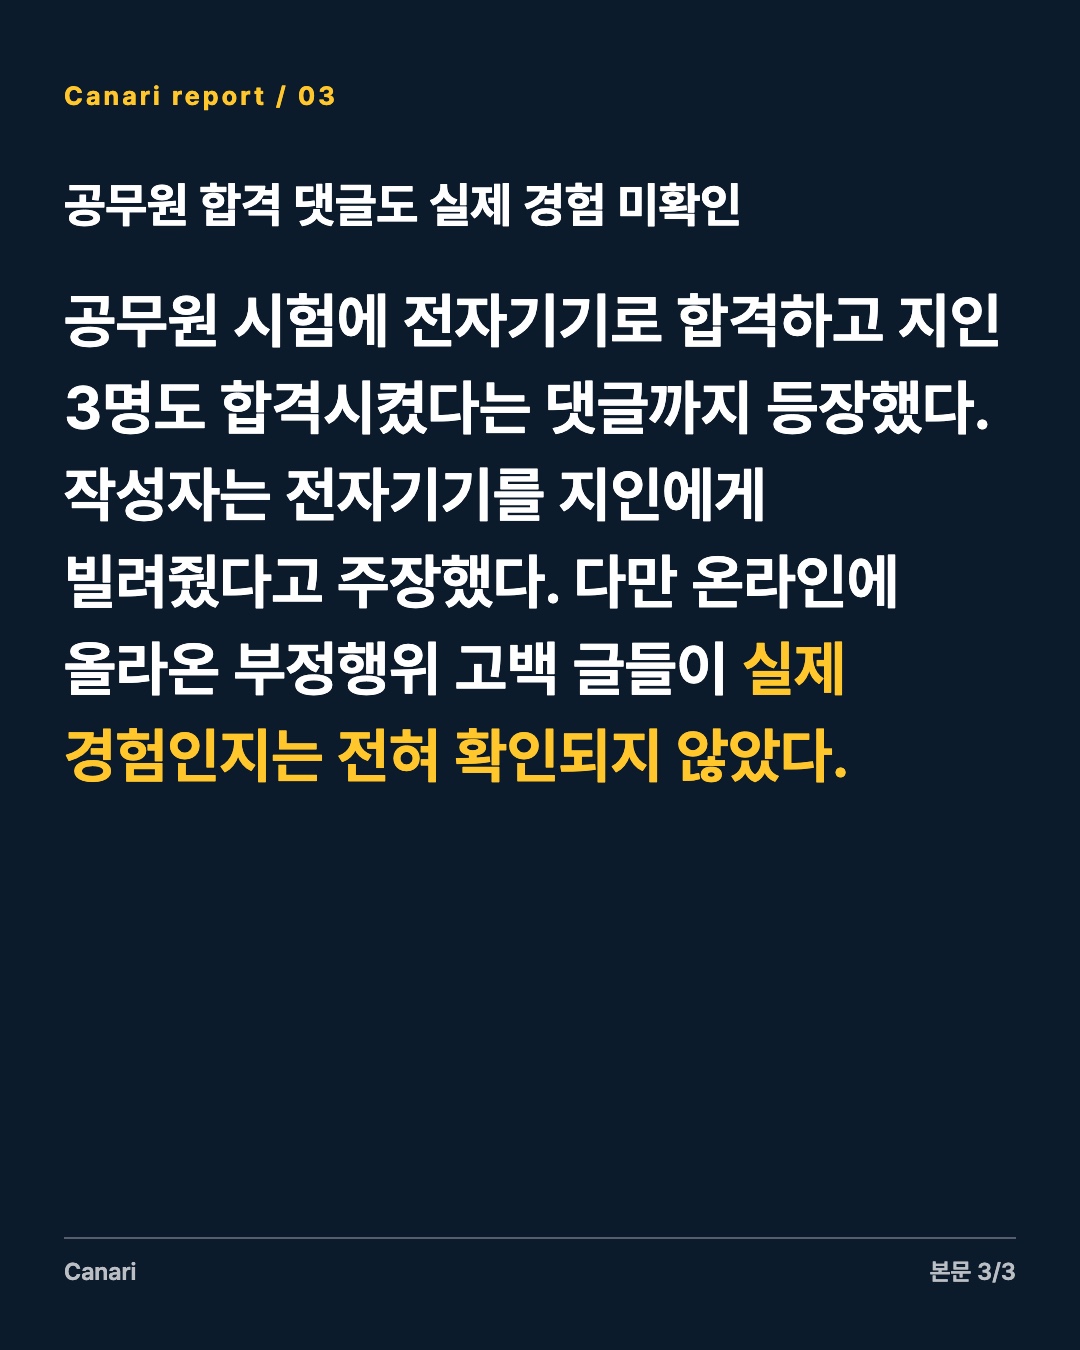 Canari report / 03
공무원 합격 댓글도 실제 경험 미확인
공무원 시험에 전자기기로 합격하고 지인
3명도 합격시켰다는 댓글까지 등장했다.
작성자는 전자기기를 지인에게
빌려줬다고 주장했다. 다만 온라인에
올라온 부정행위 고백 글들이 실제
경험인지는 전혀 확인되지 않았다.
Canari
본문 3/3